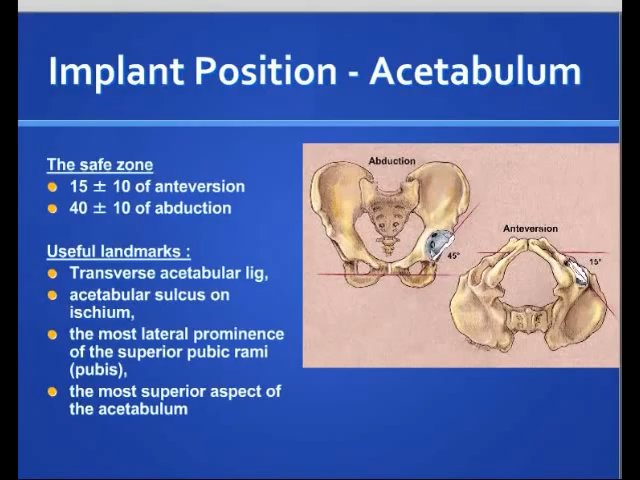 Implant Position - Acetabulum
The safe zone
15 ± 10 of anteversion
40 ± 10 of abduction
Useful landmarks :
Transverse acetabular lig,
acetabular sulcus on
ischium,
the most lateral prominence
of the superior pubic rami
(pubis),
the most superior aspect of
the acetabulum
Abduction
45°
Anteversion
15°